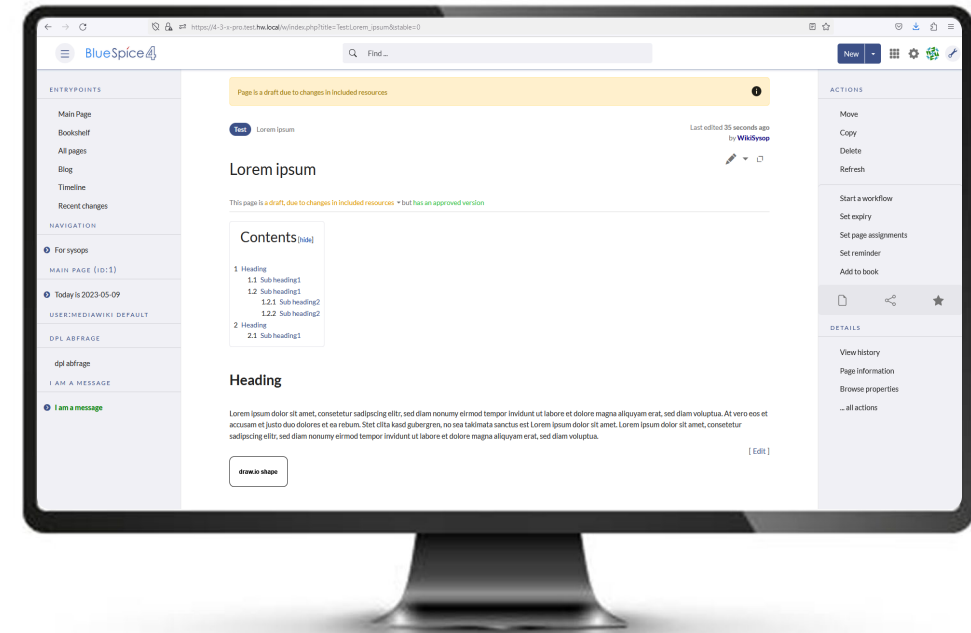 https://4-3-x-pro.test.hw.local/w/index.php?title=Test:Lorem_ipsum&stable=0
BlueSpice 4
Find ...
New
ENTRYPOINTS
Main Page
Bookshelf
All pages
Blog
Timeline
Recent changes
NAVIGATION
For sysops
MAIN PAGE (ID:1)
Today is 2023-05-09
USER:MEDIAWIKI DEFAULT
DPL ABFRAGE
dpl abfrage
I AM A MESSAGE
I am a message
Page is a draft due to changes in included resources
Test Lorem ipsum
Last edited 35 seconds ago
by WikiSysop
Lorem ipsum
This page is a draft, due to changes in included resources but has an approved version
Contents [hide]
1 Heading
1.1 Sub heading1
1.2 Sub heading1
1.2.1 Sub heading2
1.2.2 Sub heading2
2 Heading
2.1 Sub heading1
Heading
Lorem ipsum dolor sit amet, consetetur sadipscing elitr, sed diam nonumy eirmod tempor invidunt ut labore et dolore magna aliquyam erat, sed diam voluptua. At vero eos et
accusam et justo duo dolores et ea rebum. Stet clita kasd gubergren, no sea takimata sanctus est Lorem ipsum dolor sit amet. Lorem ipsum dolor sit amet, consetetur
sadipscing elitr, sed diam nonumy eirmod tempor invidunt ut labore et dolore magna aliquyam erat, sed diam voluptua.
[ Edit ]
draw.io shape
ACTIONS
Move
Copy
Delete
Refresh
Start a workflow
Set expiry
Set page assignments
Set reminder
Add to book
DETAILS
View history
Page information
Browse properties
... all actions